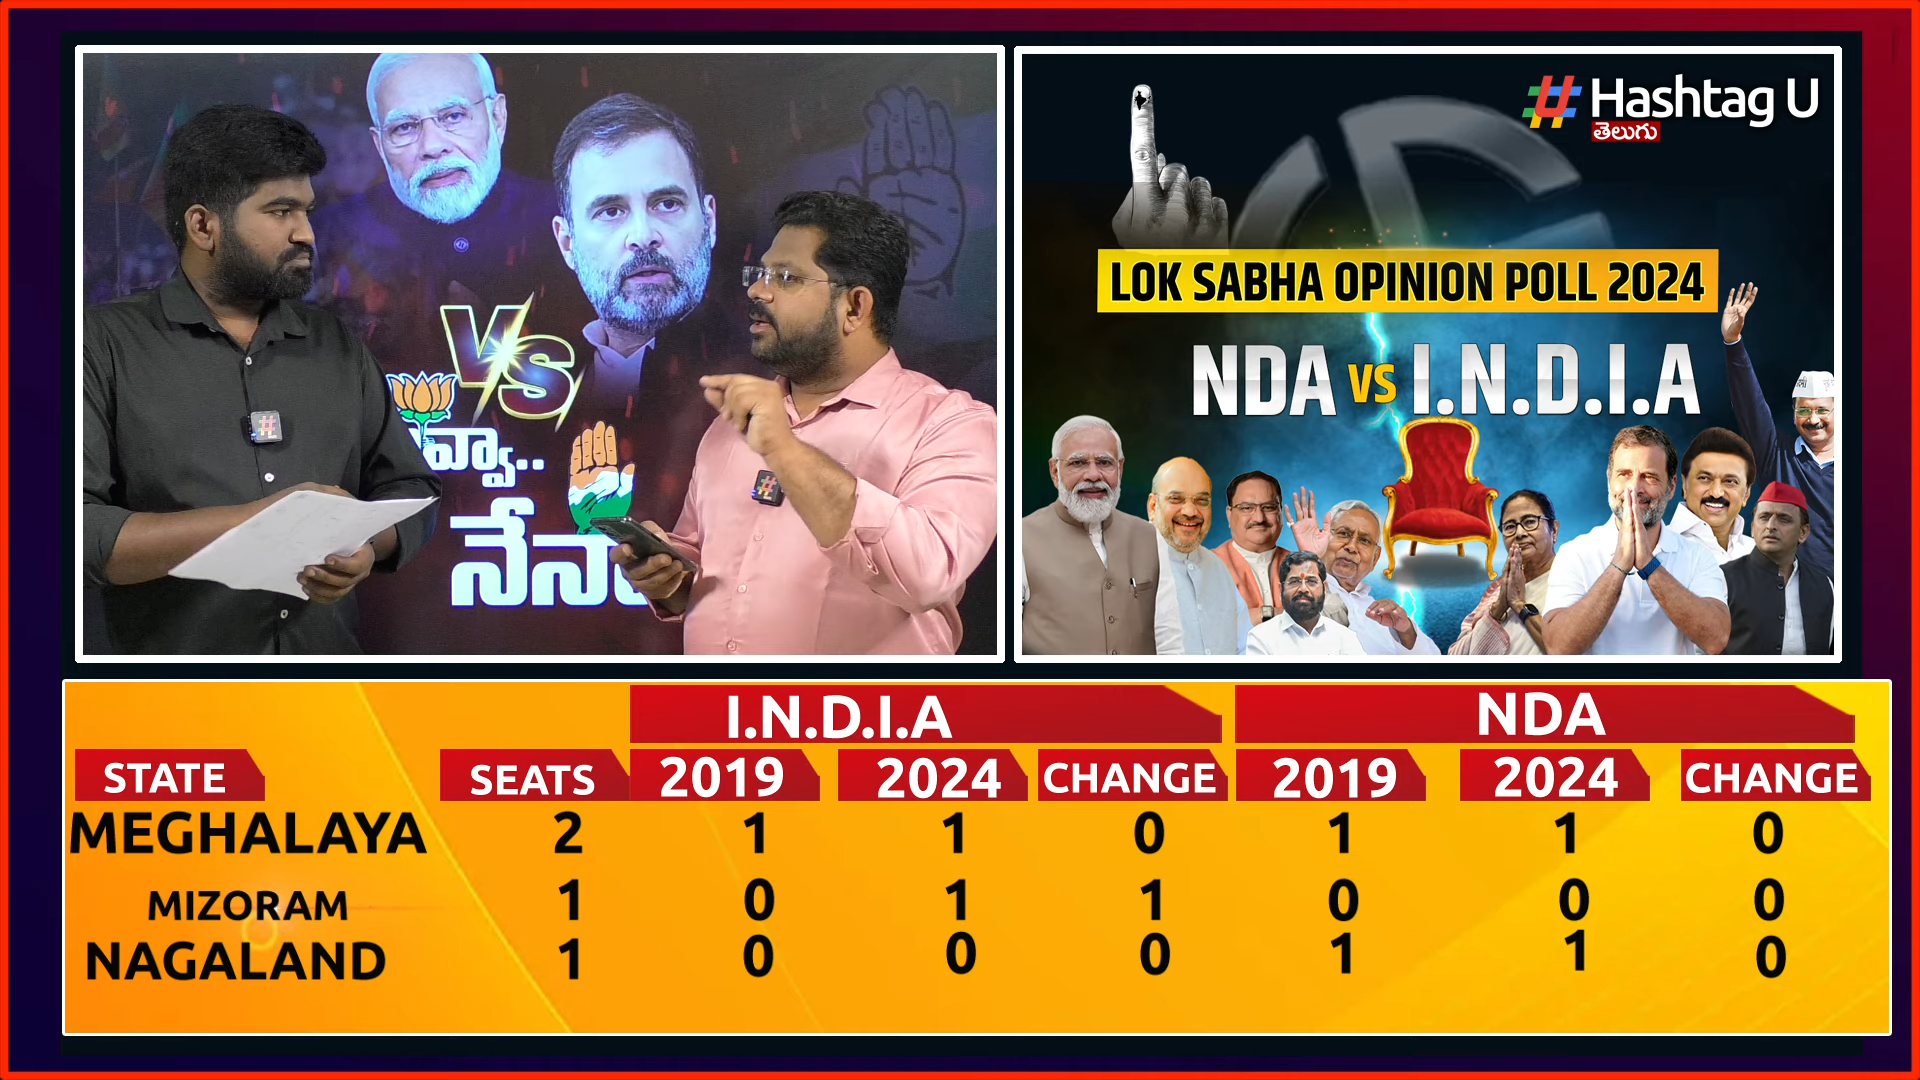 VS
వ్వా..
నేనా
# Hashtag U
తెలుగు
LOK SABHA OPINION POLL 2024
NDA VS I.N.D.I.A
I.N.D.I.A NDA
STATE SEATS 2019 2024 CHANGE 2019 2024 CHANGE
MEGHALAYA 2 1 1 0 1 1 0
MIZORAM 1 0 1 1 0 0 0
NAGALAND 1 0 0 0 1 1 0